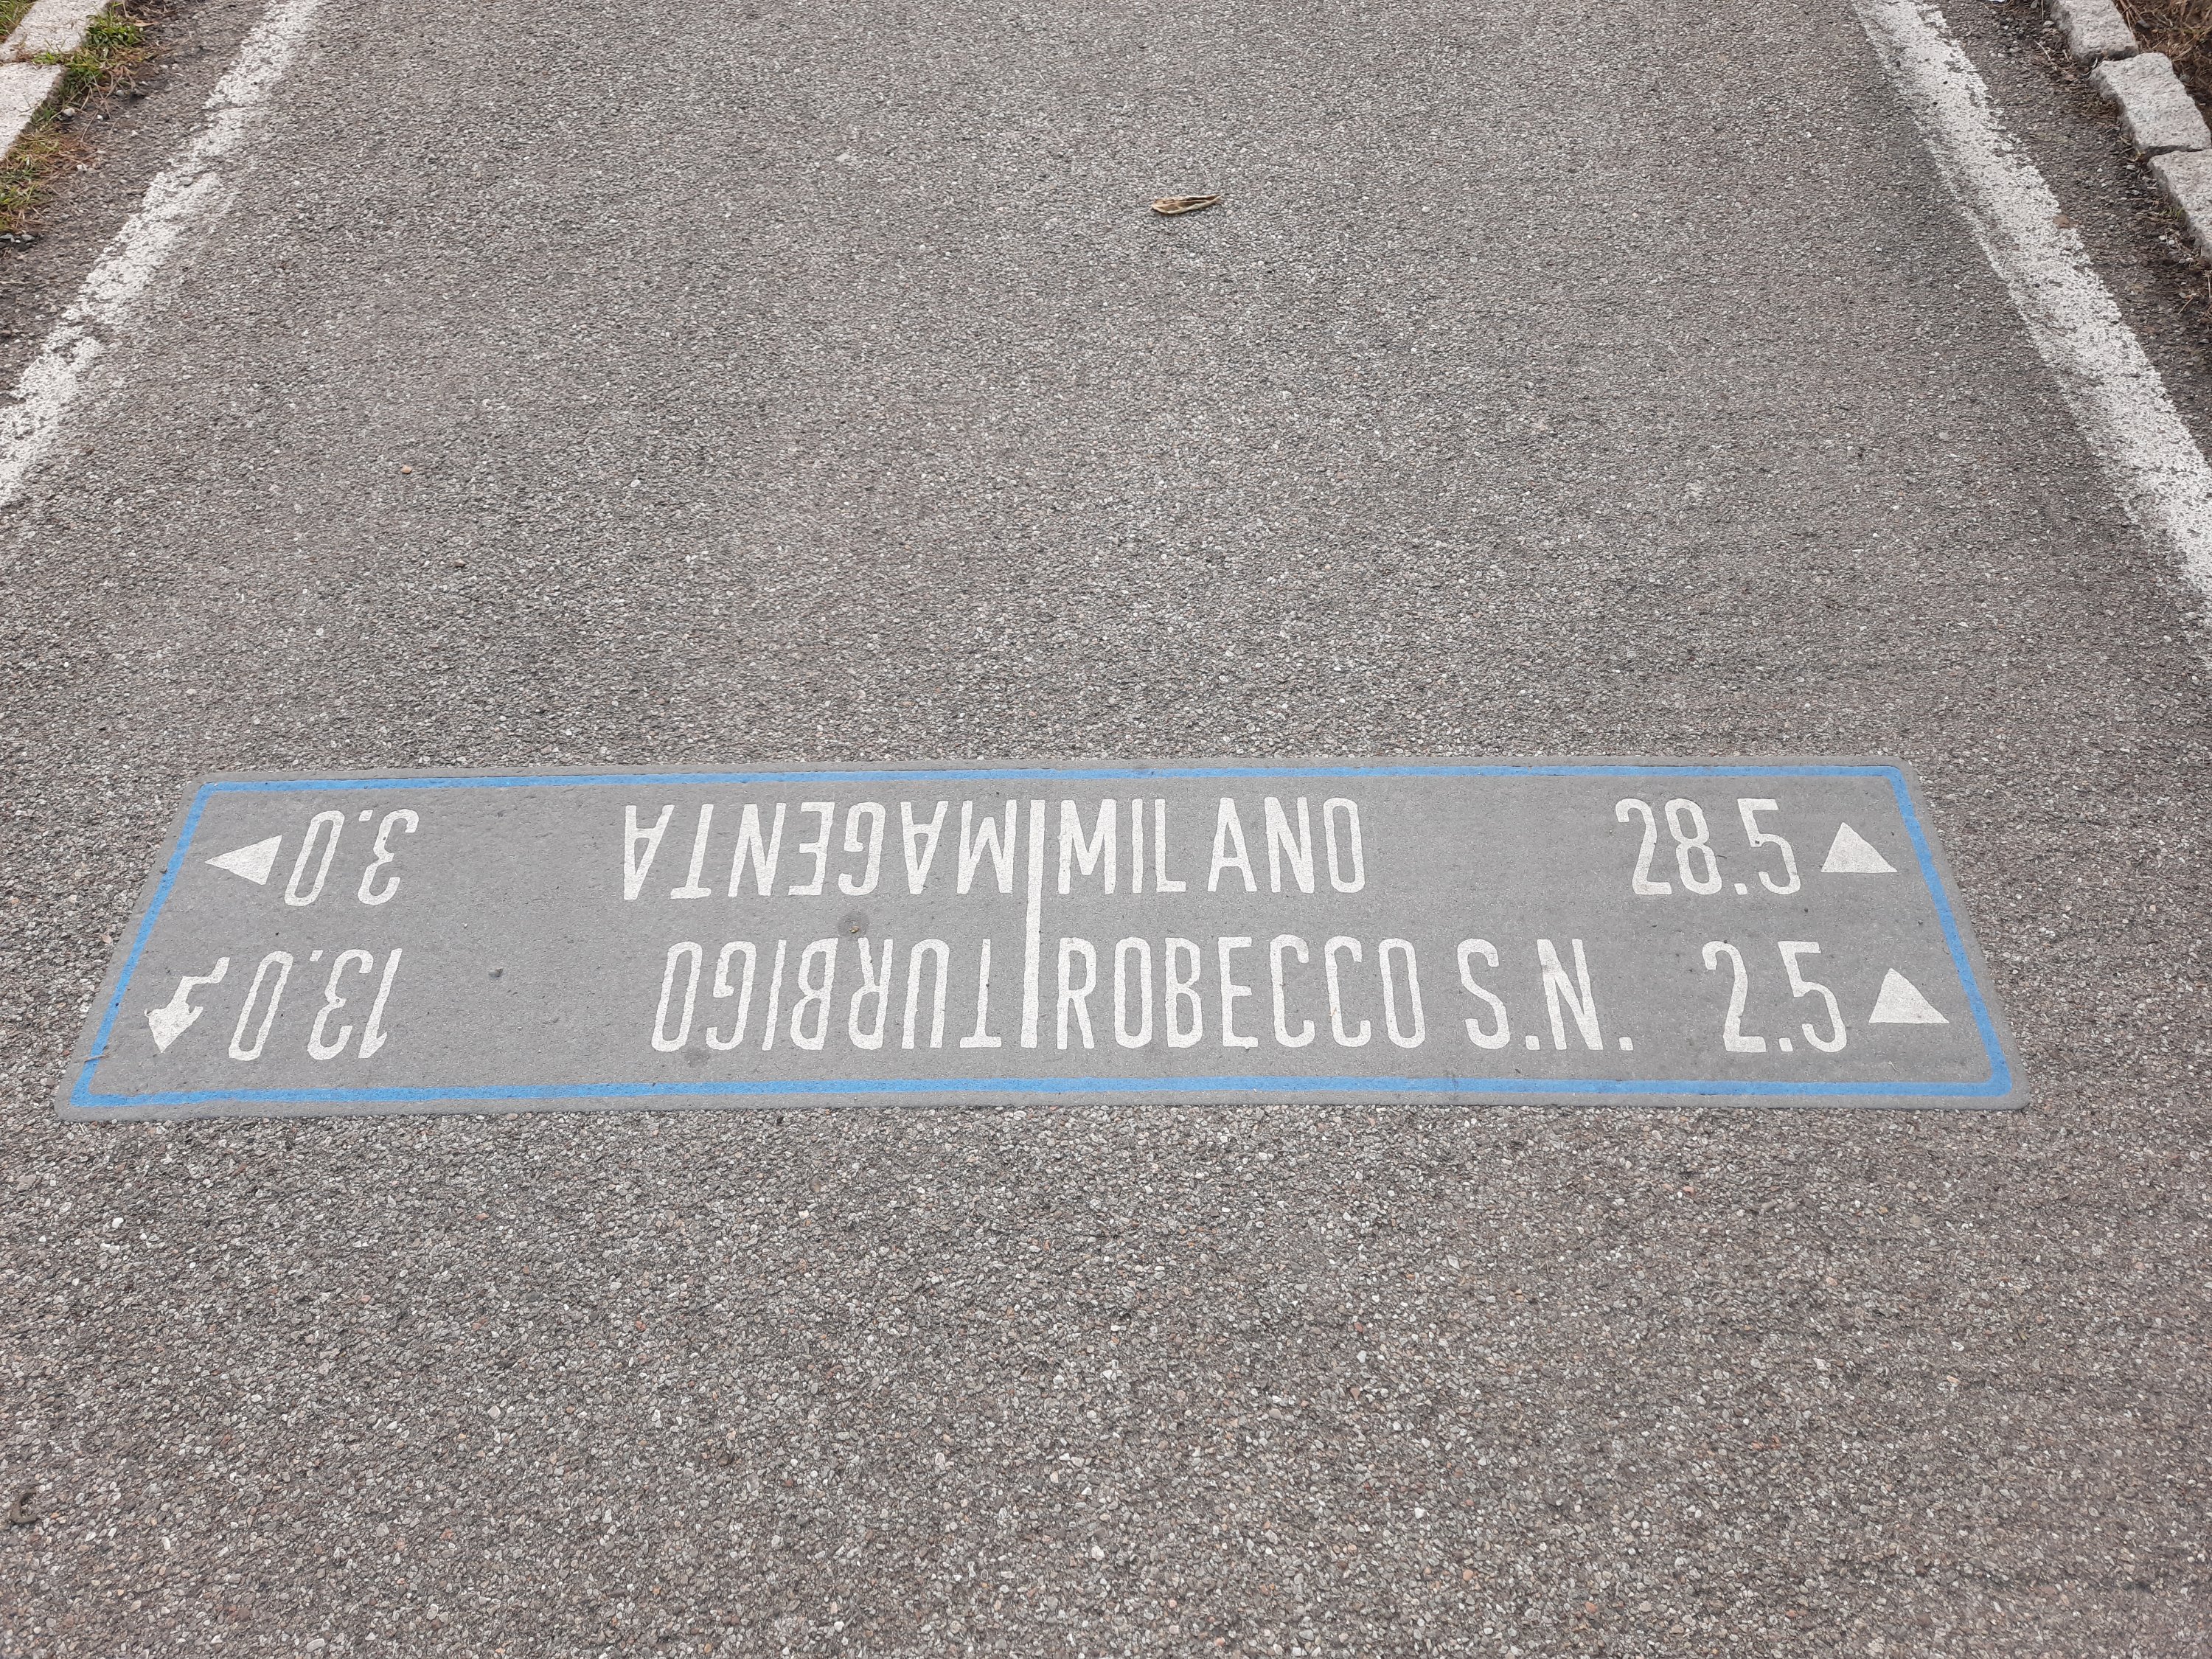 MILANO 28.5
ROBECCO S.N. 2.5
TURBIGO 13.0
MAGENTA 3.0